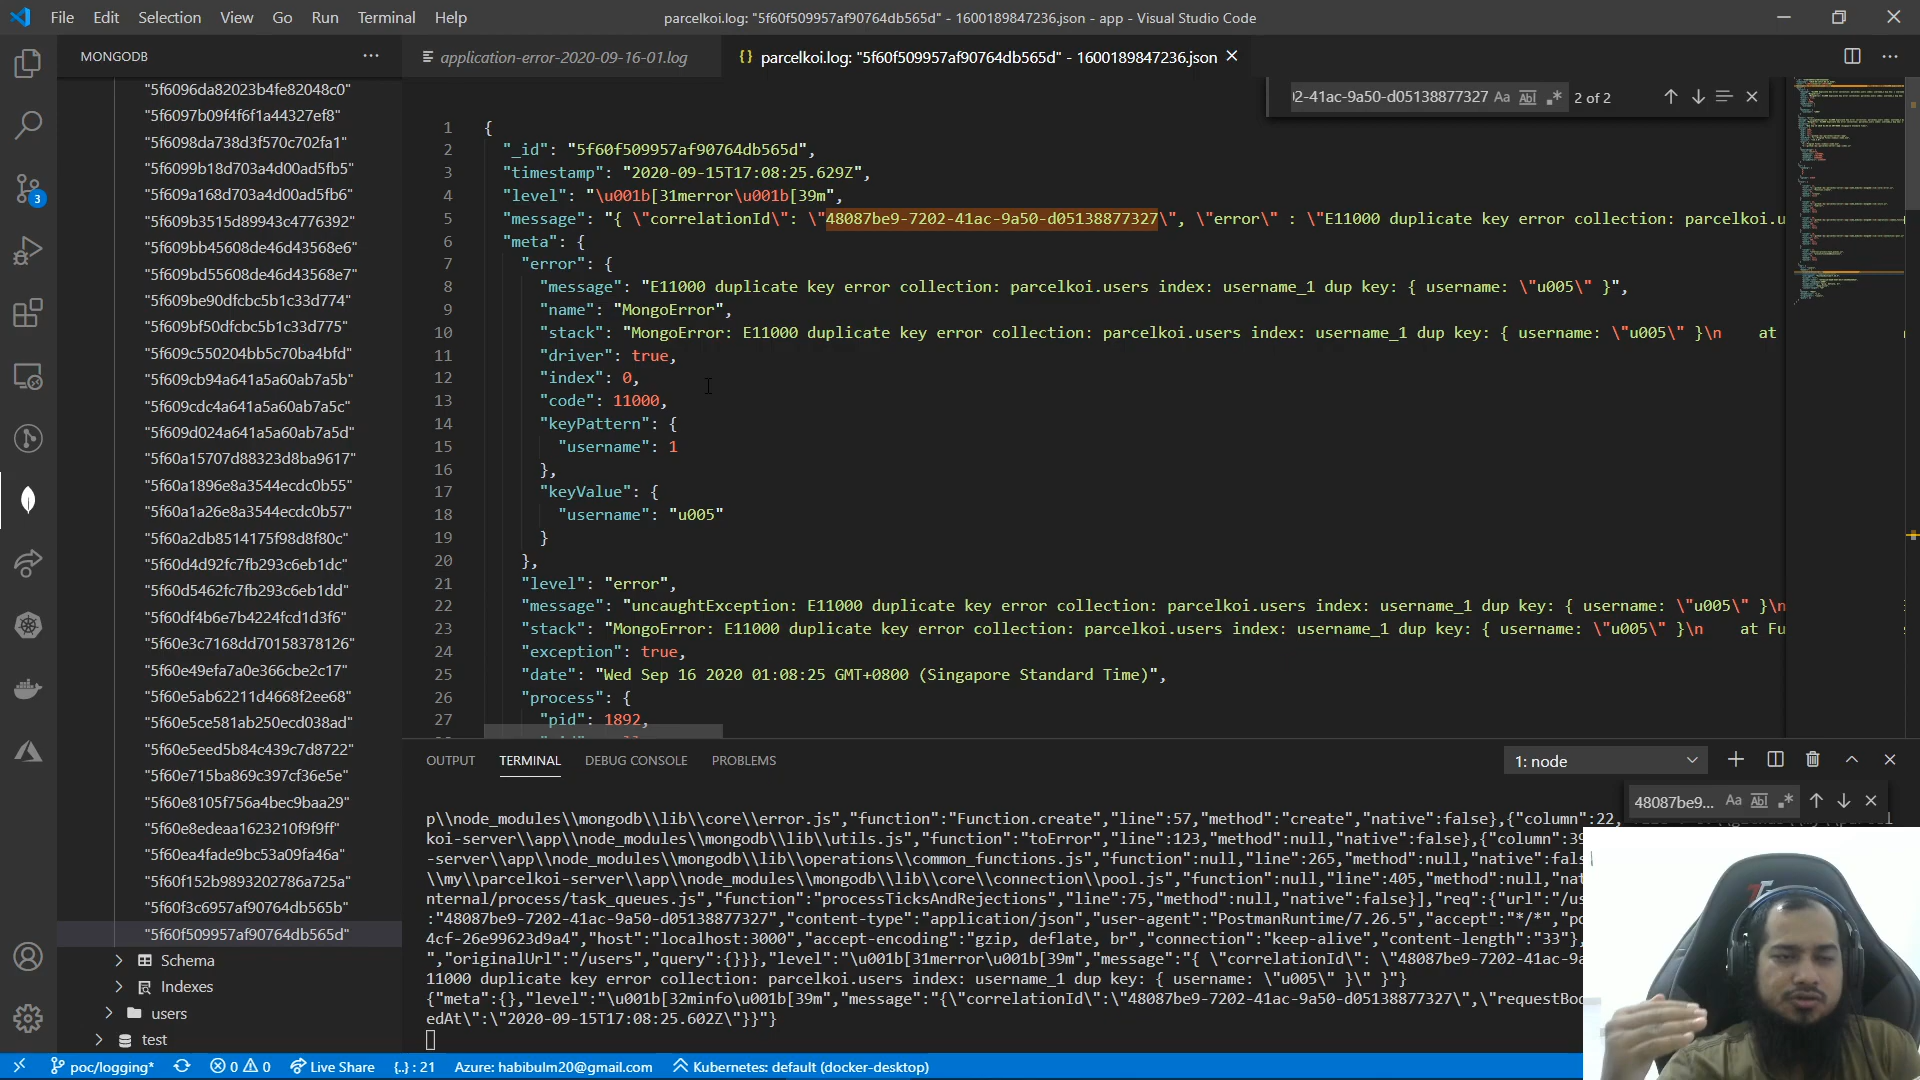 File Edit Selection View Go Run Terminal Help
parcelkoi.log: "5f60f509957af90764db565d" - 1600189847236.json - app - Visual Studio Code
MONGODB
application-error-2020-09-16-01.log
{} parcelkoi.log: "5f60f509957af90764db565d" - 1600189847236.json
2-41ac-9a50-d05138877327 Aa Abl .* 2 of 2
"5f6096da82023b4fe82048c0"
"5f6097b09f4f6f1a44327ef8"
"5f6098da738d3f570c702fa1"
"5f6099b18d703a4d00ad5fb5"
"5f609a168d703a4d00ad5fb6"
"5f609b3515d89943c4776392"
"5f609bb45608de46d43568e6"
"5f609bd55608de46d43568e7"
"5f609be90dfcbc5b1c33d774"
"5f609bf50dfcbc5b1c33d775"
"5f609c550204bb5c70ba4bfd"
"5f609cb94a641a5a60ab7a5b"
"5f609cdc4a641a5a60ab7a5c"
"5f609d024a641a5a60ab7a5d"
"5f60a15707d88323d8ba9617"
"5f60a1896e8a3544ecdc0b55"
"5f60a1a26e8a3544ecdc0b57"
"5f60a2db8514175f98d8f80c"
"5f60d4d92fc7fb293c6eb1dc"
"5f60d5462fc7fb293c6eb1dd"
"5f60df4b6e7b4224fcd1d3f6"
"5f60e3c7168dd70158378126"
"5f60e49efa7a0e366cbe2c17"
"5f60e5ab62211d4668f2ee68"
"5f60e5ce581ab250ecd038ad"
"5f60e5eed5b84c439c7d8722"
"5f60e715ba869c397cf36e5e"
"5f60e8105f756a4bec9baa29"
"5f60e8edeaa1623210f9f9ff"
"5f60ea4fade9bc53a09fa46a"
"5f60f152b9893202786a725a"
"5f60f3c6957af90764db565b"
"5f60f509957af90764db565d"
Schema
Indexes
users
test
3
1 {
2 "_id": "5f60f509957af90764db565d",
3 "timestamp": "2020-09-15T17:08:25.629Z",
4 "level": "\u001b[31merror\u001b[39m",
5 "message": "{ \"correlationId\": \"48087be9-7202-41ac-9a50-d05138877327\", \"error\" : \"E11000 duplicate key error collection: parcelkoi.u
6 "meta": {
7 "error": {
8 "message": "E11000 duplicate key error collection: parcelkoi.users index: username_1 dup key: { username: \"u005\" }",
9 "name": "MongoError",
10 "stack": "MongoError: E11000 duplicate key error collection: parcelkoi.users index: username_1 dup key: { username: \"u005\" }\n    at
11 "driver": true,
12 "index": 0,
13 "code": 11000,
14 "keyPattern": {
15 "username": 1
16 },
17 "keyValue": {
18 "username": "u005"
19 }
20 },
21 "level": "error",
22 "message": "uncaughtException: E11000 duplicate key error collection: parcelkoi.users index: username_1 dup key: { username: \"u005\" }\n
23 "stack": "MongoError: E11000 duplicate key error collection: parcelkoi.users index: username_1 dup key: { username: \"u005\" }\n    at Fu
24 "exception": true,
25 "date": "Wed Sep 16 2020 01:08:25 GMT+0800 (Singapore Standard Time)",
26 "process": {
27 "pid": 1892,
OUTPUT TERMINAL DEBUG CONSOLE PROBLEMS
1: node
48087be9... Aa Abl .*
p\\node_modules\\mongodb\\lib\\core\\error.js","function":"Function.create","line":57,"method":"create","native":false},{"column":22,
koi-server\\app\\node_modules\\mongodb\\lib\\utils.js","function":"toError","line":123,"method":null,"native":false},{"column":39
-server\\app\\node_modules\\mongodb\\lib\\operations\\common_functions.js","function":null,"line":265,"method":null,"native":fals
\\my\\parcelkoi-server\\app\\node_modules\\mongodb\\lib\\core\\connection\\pool.js","function":null,"line":405,"method":null,"nat
nternal/process/task_queues.js","function":"processTicksAndRejections","line":75,"method":null,"native":false}],"req":{"url":"/us
:"48087be9-7202-41ac-9a50-d05138877327","content-type":"application/json","user-agent":"PostmanRuntime/7.26.5","accept":"*/*","po
4cf-26e99623d9a4","host":"localhost:3000","accept-encoding":"gzip, deflate, br","connection":"keep-alive","content-length":"33"},
","originalUrl":"/users","query":{}}},"level":"\u001b[31merror\u001b[39m","message":"{ \"correlationId\": \"48087be9-7202-41ac-9a5
11000 duplicate key error collection: parcelkoi.users index: username_1 dup key: { username: \"u005\" }\" }"}
{"meta":{},"level":"\u001b[32minfo\u001b[39m","message":"{\"correlationId\":\"48087be9-7202-41ac-9a50-d05138877327\",\"requestBod
edAt\":\"2020-09-15T17:08:25.602Z\"}}"}
poc/logging* 0 0 Live Share {..} : 21 Azure: habibulm20@gmail.com Kubernetes: default (docker-desktop)